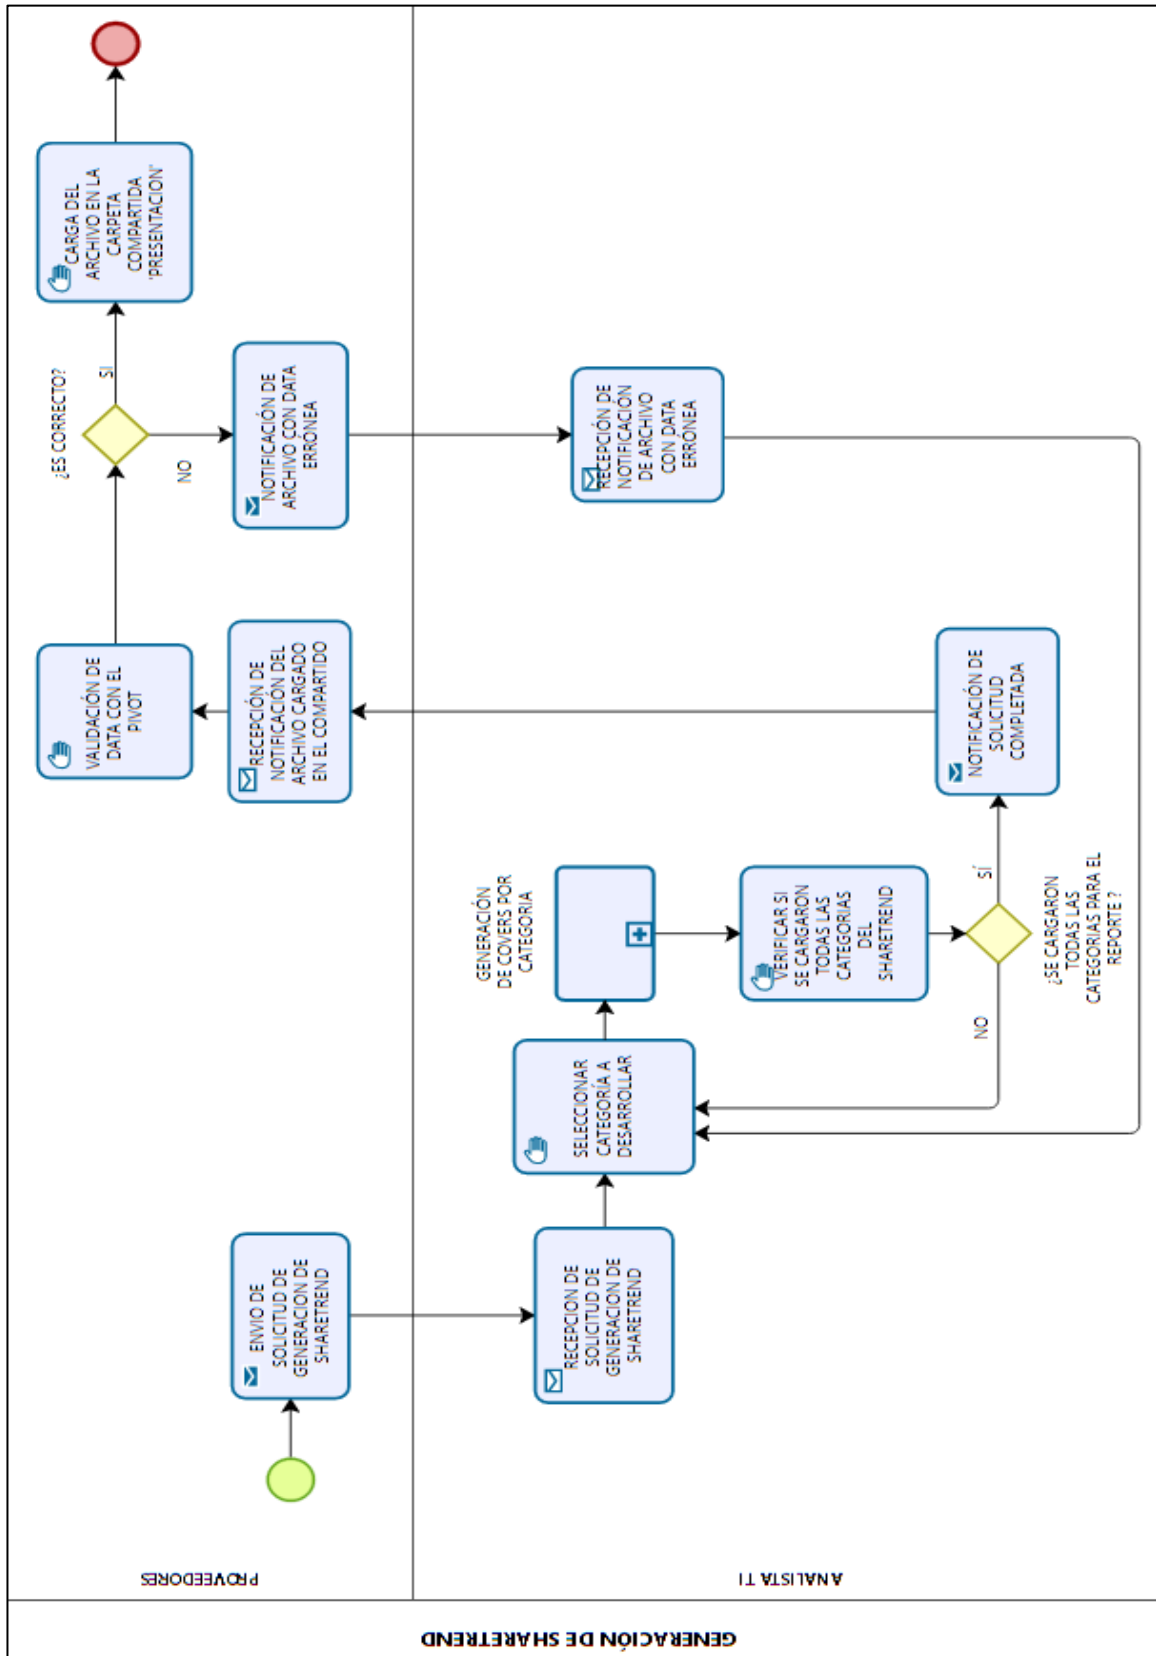 GENERACIÓN DE SHARETREND
PROVEEDORES
ANALISTA TI
ENVIO DE
SOLICITUD DE
GENERACION DE
SHARETREND
RECEPCION DE
SOLICITUD DE
GENERACION DE
SHARETREND
SELECCIONAR
CATEGORÍA A
DESARROLLAR
GENERACIÓN
DE COVERS POR
CATEGORIA
VERIFICAR SI
SE CARGARON
TODAS LAS
CATEGORIAS
DEL
SHARETREND
¿SE CARGARON
TODAS LAS
CATEGORIAS PARA EL
REPORTE ?
NO
SÍ
NOTIFICACIÓN DE
SOLICITUD
COMPLETADA
RECEPCIÓN DE
NOTIFICACIÓN DEL
ARCHIVO CARGADO
EN EL COMPARTIDO
VALIDACIÓN DE
DATA CON EL
PIVOT
¿ES CORRECTO?
SI
NO
NOTIFICACIÓN DE
ARCHIVO CON DATA
ERRÓNEA
RECEPCIÓN DE
NOTIFICACIÓN
DE ARCHIVO
CON DATA
ERRÓNEA
CARGA DEL
ARCHIVO EN LA
CARPETA
COMPARTIDA
'PRESENTACION'